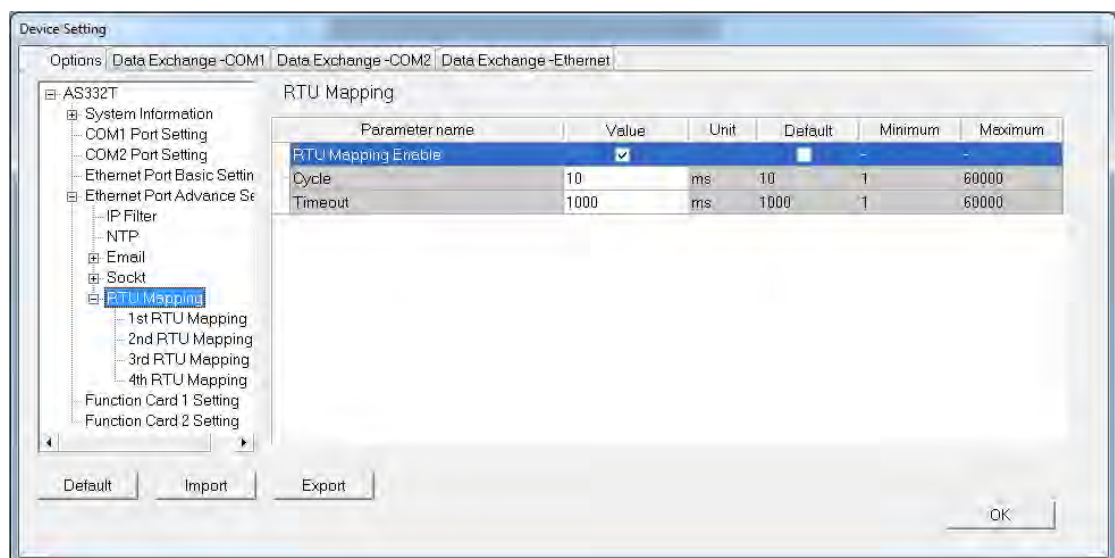 Device Setting
Options Data Exchange -COM1 Data Exchange -COM2 Data Exchange -Ethernet
AS332T
System Information
COM1 Port Setting
COM2 Port Setting
Ethernet Port Basic Settin
Ethernet Port Advance Se
IP Filter
NTP
Email
Sockt
RTU Mapping
1st RTU Mapping
2nd RTU Mapping
3rd RTU Mapping
4th RTU Mapping
Function Card 1 Setting
Function Card 2 Setting
RTU Mapping
Parameter name Value Unit Default Minimum Maximum
RTU Mapping Enable - -
Cycle 10 ms 10 1 60000
Timeout 1000 ms 1000 1 60000
Default Import Export
OK